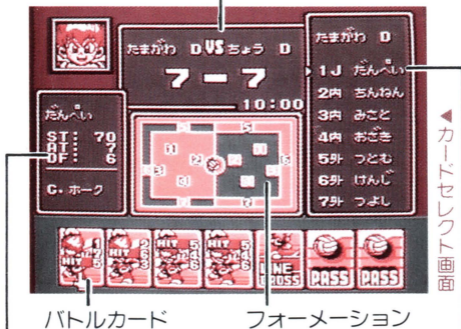 たまがわ D VS ちょう D
7－7
10:00
だんぺい
ST: 70
AT: 7
DF: 6
G・ホーク
たまがわ D
1J だんぺい
2内 ちんねん
3内 みこと
4内 おざき
5外 つとむ
6外 けんじ
7外 つよし
HIT
HIT
HIT
HIT
PASS
PASS
◀カードセレクト画面
バトルカード
フォーメーション